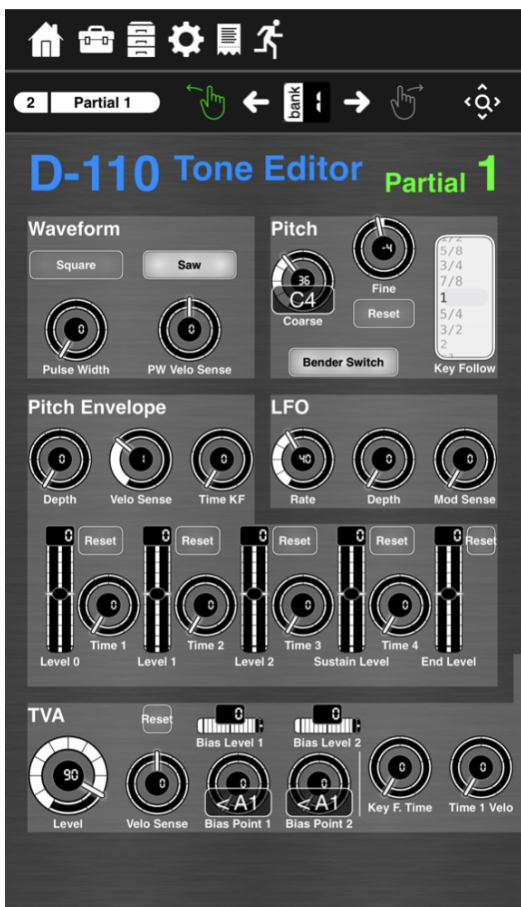 2 Partial 1 bank 1
D-110 Tone Editor Partial 1
Waveform
Square Saw
0 0
Pulse Width PW Velo Sense
Pitch
36 -4
C4 Fine
Coarse Reset
Bender Switch
1/2
5/8
3/4
7/8
1
5/4
3/2
2
Key Follow
Pitch Envelope
0 1 0
Depth Velo Sense Time KF
LFO
40 0 0
Rate Depth Mod Sense
0 Reset 0 Reset 0 Reset 0 Reset 0 Reset
0 0 0 0
Time 1 Time 2 Time 3 Time 4
Level 0 Level 1 Level 2 Sustain Level End Level
TVA Reset 0 0
Bias Level 1 Bias Level 2
90 0 0 0 0 0
<A1 <A1
Key F. Time Time 1 Velo
Level Velo Sense Bias Point 1 Bias Point 2